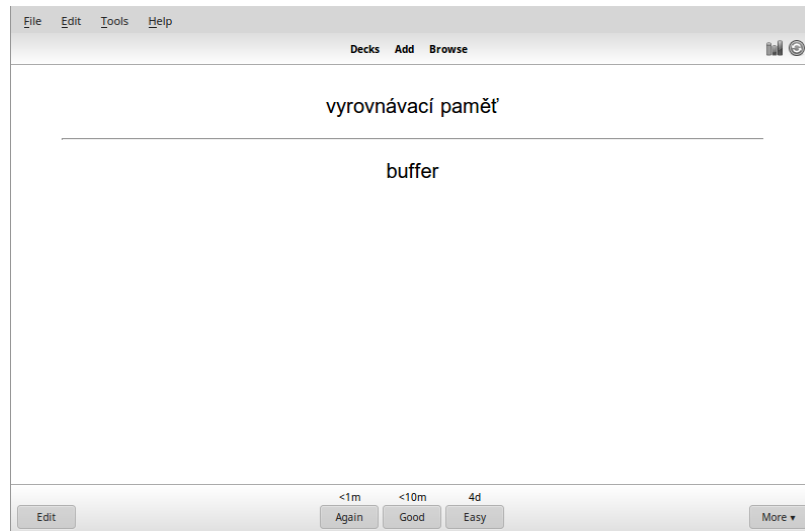 File Edit Tools Help
Decks Add Browse
vyrovnávací paměť
buffer
<1m <10m 4d
Edit Again Good Easy More ▾